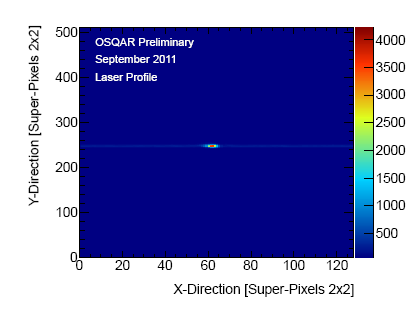 OSQAR Preliminary
September 2011
Laser Profile
Y-Direction [Super-Pixels 2x2]
500
400
300
200
100
0
0 20 40 60 80 100 120
X-Direction [Super-Pixels 2x2]
4000
3500
3000
2500
2000
1500
1000
500